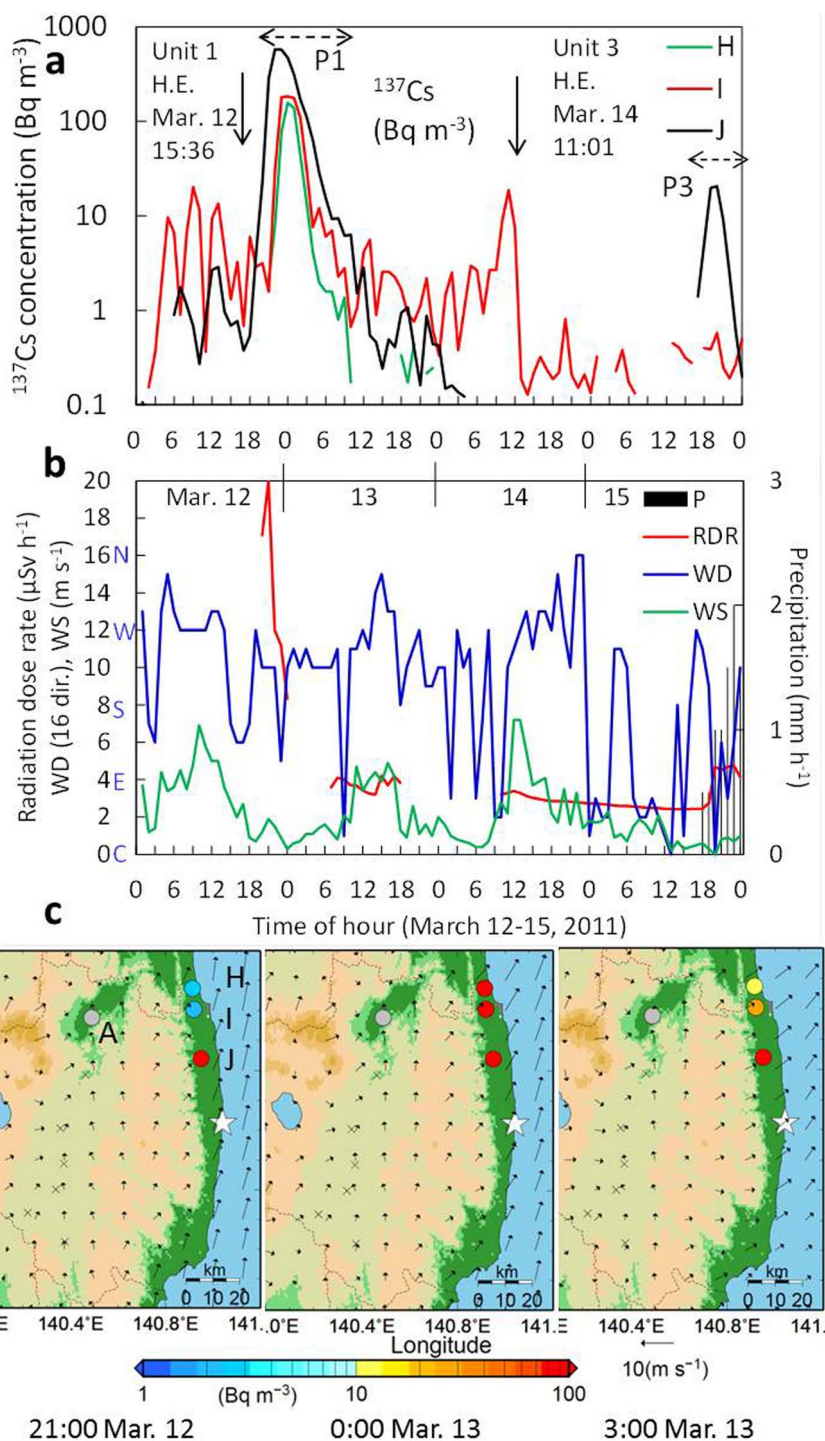 1000
a
Unit 1
H.E.
Mar. 12
15:36
P1
137Cs
(Bq m-3)
Unit 3
H.E.
Mar. 14
11:01
H
I
J
P3
137Cs concentration (Bq m-3)
100
10
1
0.1
0 6 12 18 0 6 12 18 0 6 12 18 0 6 12 18 0
b
Mar. 12 13 14 15
P
RDR
WD
WS
Radiation dose rate (μSv h-1)
WD (16 dir.), WS (m s-1)
20
18
16 N
14
12 W
10
8 S
6
4 E
2
0 C
3
2
1
0
Precipitation (mm h-1)
0 6 12 18 0 6 12 18 0 6 12 18 0 6 12 18 0
Time of hour (March 12-15, 2011)
c
H
I
A
J
km
0 10 20
km
0 10 20
km
0 10 20
E 140.4°E 140.8°E 141..0'E 140.4°E 140.8°E 141.:E 140.4°E 140.8°E 141.2
Longitude
10(m s−1)
1 (Bq m−3) 10 100
21:00 Mar. 12 0:00 Mar. 13 3:00 Mar. 13